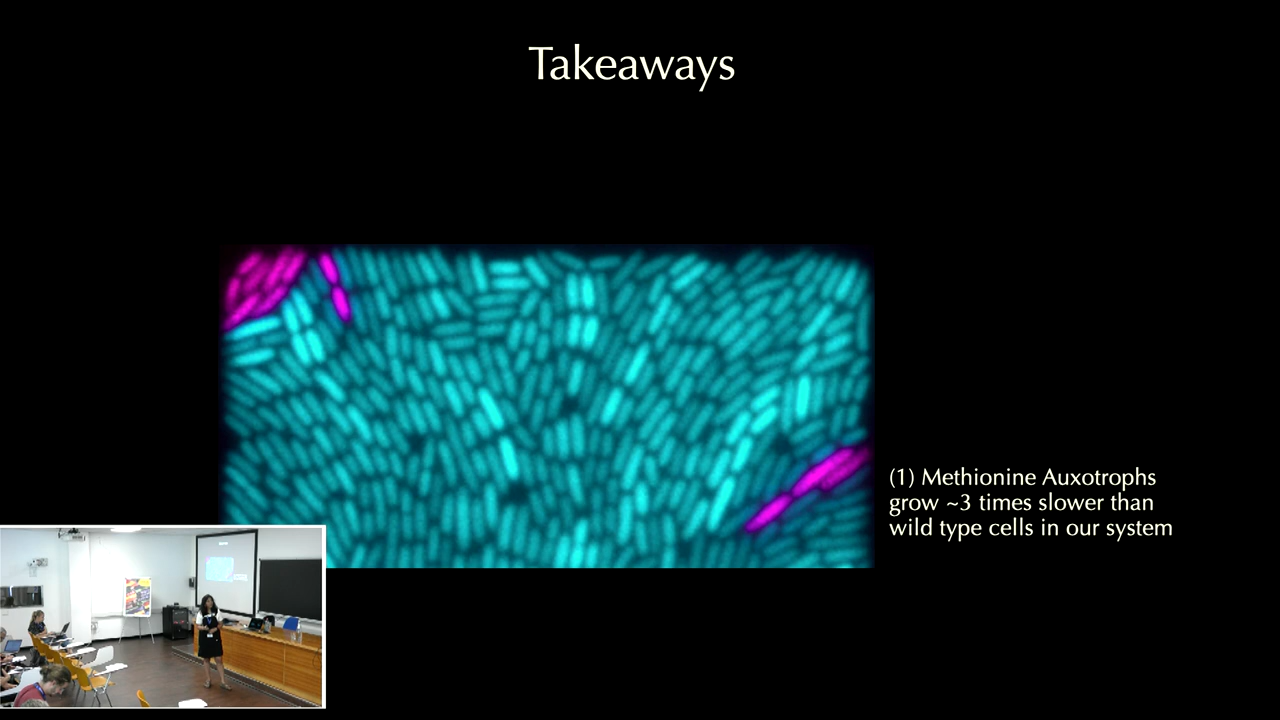 Takeaways
(1) Methionine Auxotrophs
grow ~3 times slower than
wild type cells in our system